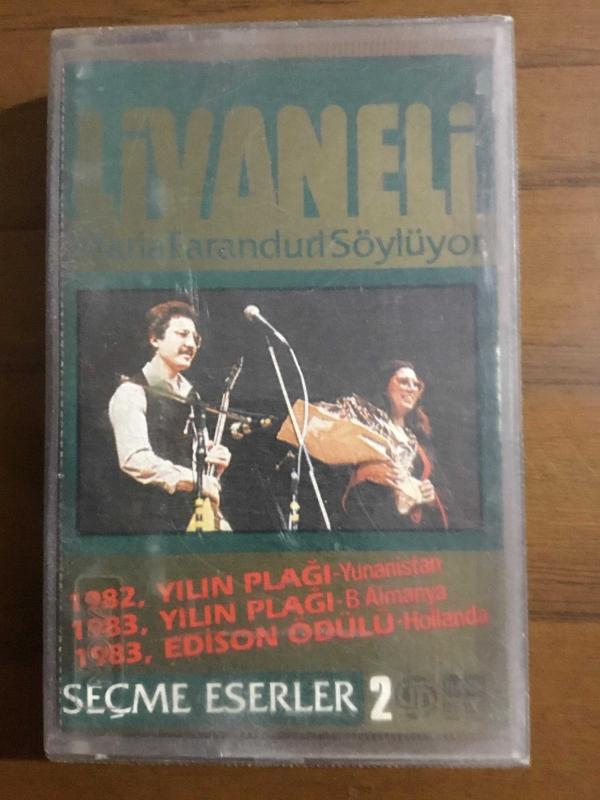 LİVANELİ
Maria Faranduri Söylüyor
1982, YILIN PLAĞI-Yunanistan
1983, YILIN PLAĞI-B Almanya
1983, EDİSON ÖDÜLÜ-Hollanda
SEÇME ESERLER 2